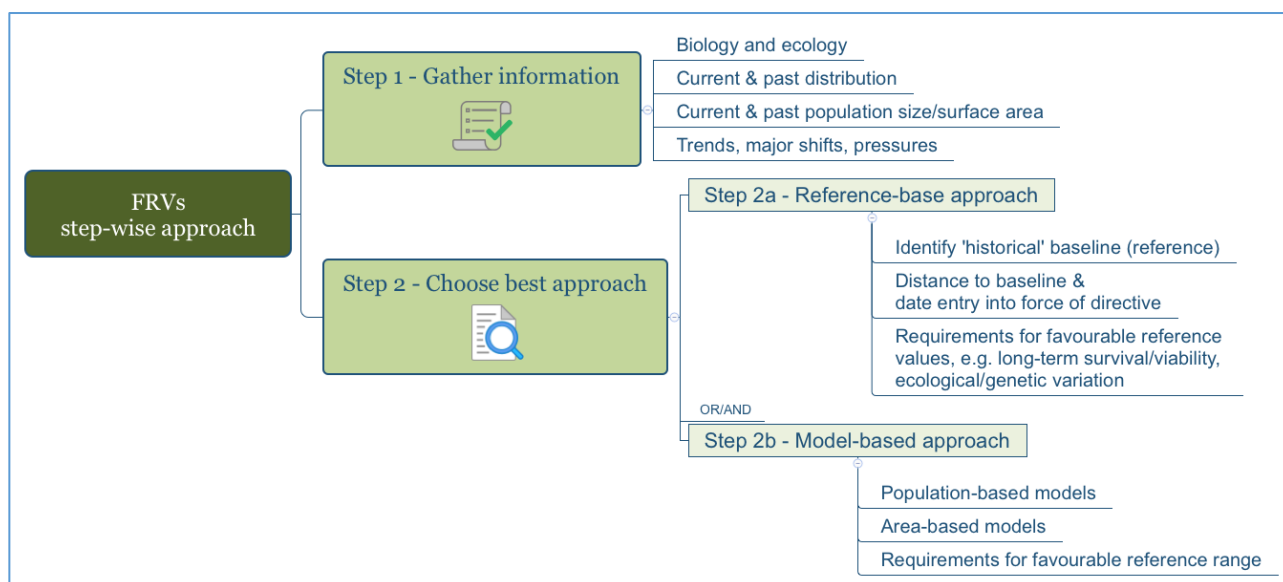 FRVs
step-wise approach
Step 1 - Gather information
Biology and ecology
Current & past distribution
Current & past population size/surface area
Trends, major shifts, pressures
Step 2 - Choose best approach
Step 2a - Reference-base approach
Identify 'historical' baseline (reference)
Distance to baseline &
date entry into force of directive
Requirements for favourable reference
values, e.g. long-term survival/viability,
ecological/genetic variation
OR/AND
Step 2b - Model-based approach
Population-based models
Area-based models
Requirements for favourable reference range